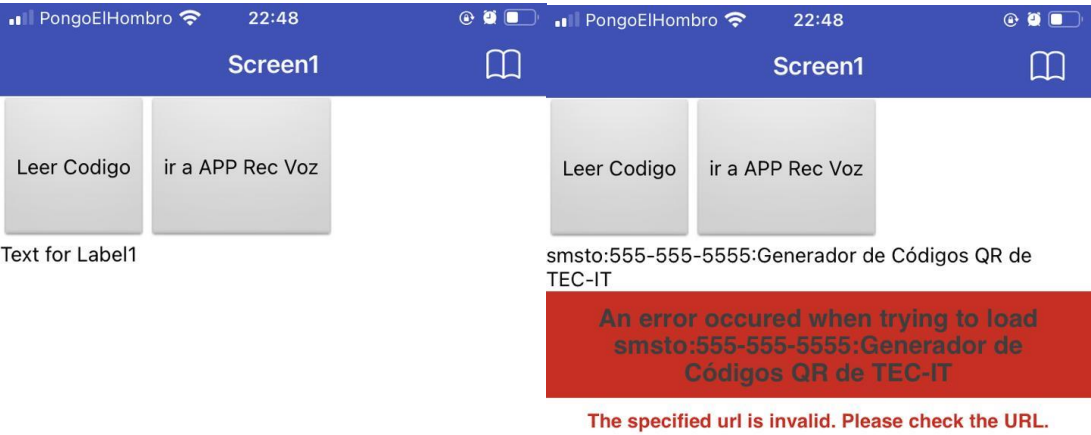 PongoElHombro 22:48
Screen1
Leer Codigo ir a APP Rec Voz
Text for Label1
PongoElHombro 22:48
Screen1
Leer Codigo ir a APP Rec Voz
smsto:555-555-5555:Generador de Códigos QR de
TEC-IT
An error occured when trying to load
smsto:555-555-5555:Generador de
Códigos QR de TEC-IT
The specified url is invalid. Please check the URL.